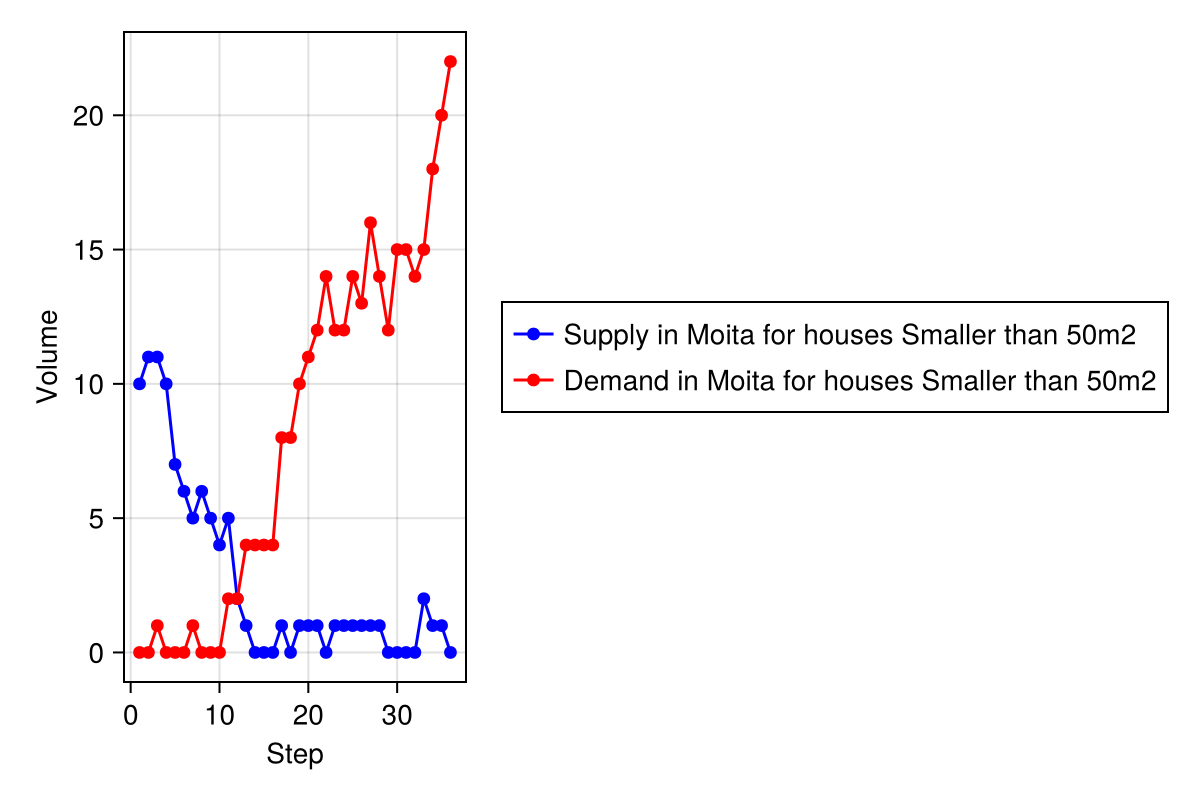 20
15
10
5
0
Volume
0 10 20 30
Step
Supply in Moita for houses Smaller than 50m2
Demand in Moita for houses Smaller than 50m2